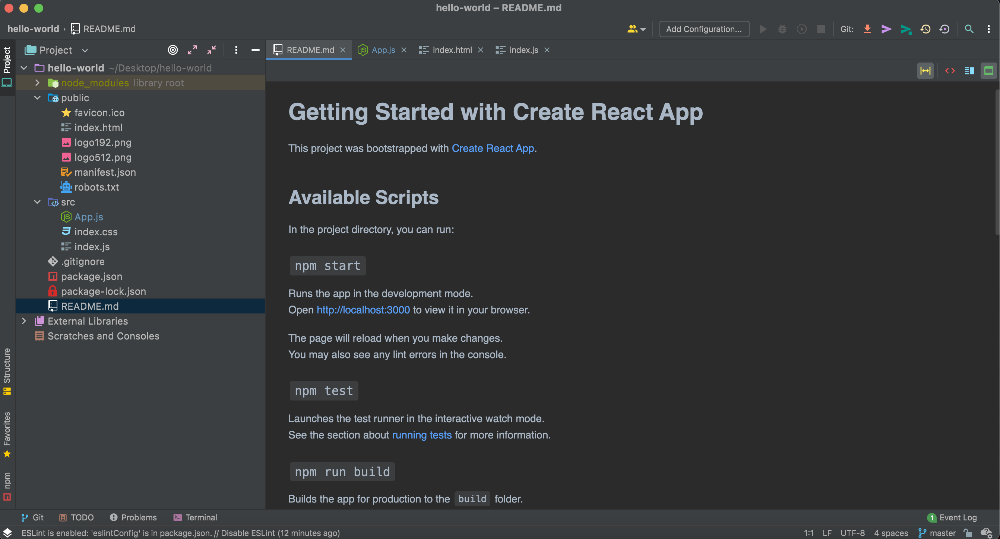 hello-world – README.md
hello-world › README.md
Add Configuration...
Git:
Project
Project
README.md
App.js
index.html
index.js
hello-world ~/Desktop/hello-world
node_modules library root
public
favicon.ico
index.html
logo192.png
logo512.png
manifest.json
robots.txt
src
App.js
index.css
index.js
.gitignore
package.json
package-lock.json
README.md
External Libraries
Scratches and Consoles
Structure
Favorites
npm
Getting Started with Create React App
This project was bootstrapped with Create React App.
Available Scripts
In the project directory, you can run:
npm start
Runs the app in the development mode.
Open http://localhost:3000 to view it in your browser.
The page will reload when you make changes.
You may also see any lint errors in the console.
npm test
Launches the test runner in the interactive watch mode.
See the section about running tests for more information.
npm run build
Builds the app for production to the build folder.
Git
TODO
Problems
Terminal
1 Event Log
ESLint is enabled: 'eslintConfig' is in package.json. // Disable ESLint (12 minutes ago)
1:1 LF UTF-8 4 spaces master